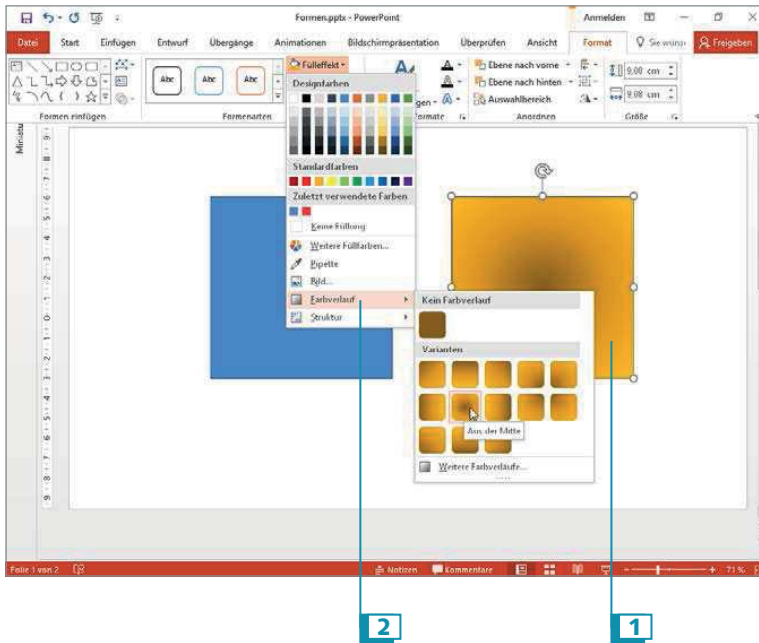 Formen.pptx - PowerPoint
Anmelden
Datei Start Einfügen Entwurf Übergänge Animationen Bildschirmpräsentation Überprüfen Ansicht Format Freigeben
Abc Abc Abc
Fülleffekt
Ebene nach vorne
9,08 cm
Ebene nach hinten
Auswahlbereich
9,08 cm
Formen einfügen Formenarten Anordnen Größe
Designfarben
Standardfarben
Zuletzt verwendete Farben
Keine Füllung
Weitere Füllfarben...
Pipette
Bild...
Farbverlauf
Struktur
Kein Farbverlauf
Varianten
Aus der Mitte
Weitere Farbverläufe...
Folie 1 von 2 Notizen Kommentare 71 %
2 1